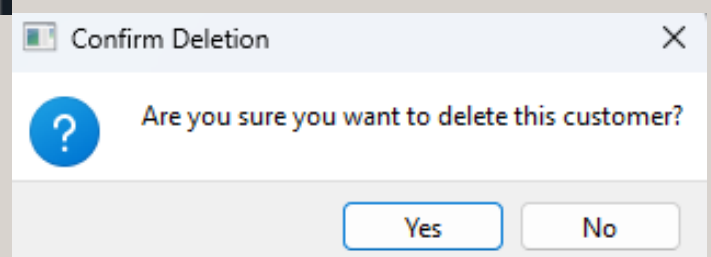 Confirm Deletion
Are you sure you want to delete this customer?
Yes
No